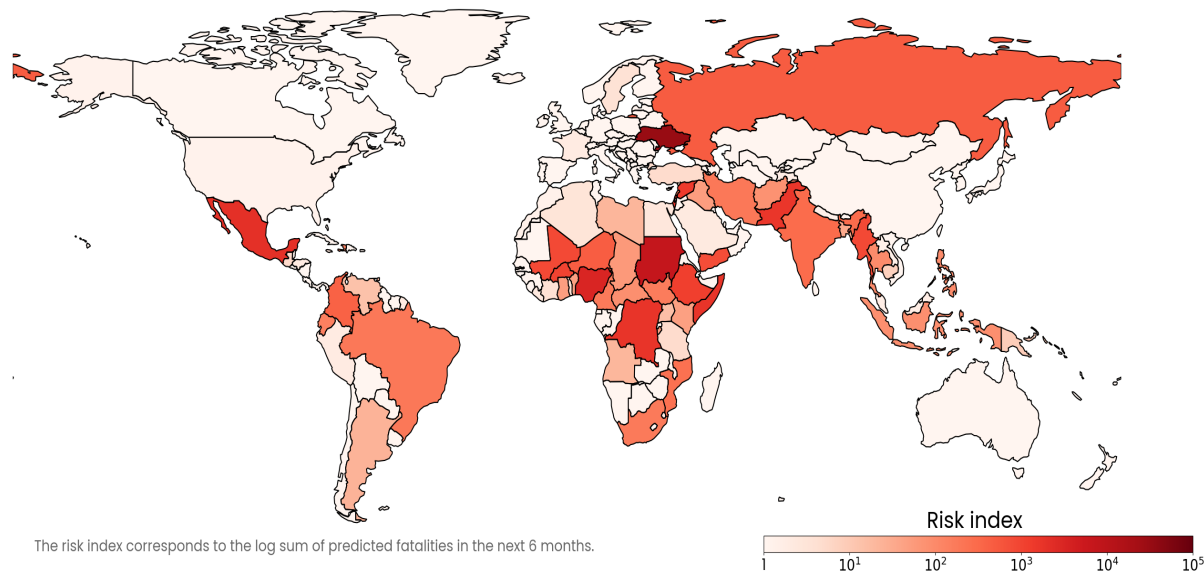 Risk index
The risk index corresponds to the log sum of predicted fatalities in the next 6 months.
1 10¹ 10² 10³ 10⁴ 10⁵